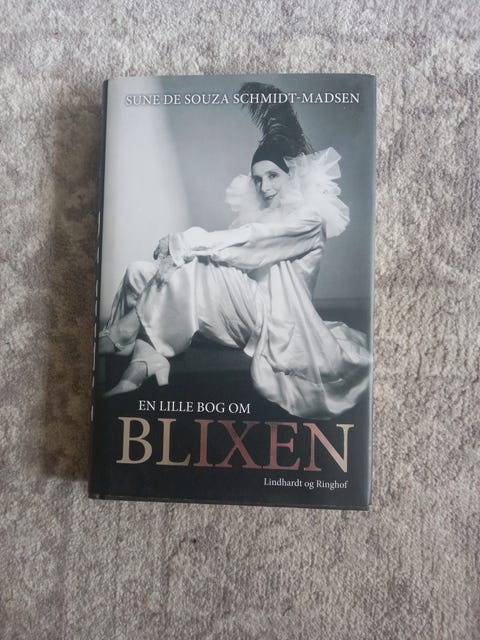 SUNE DE SOUZA SCHMIDT-MADSEN
EN LILLE BOG OM
BLIXEN
Lindhardt og Ringhof